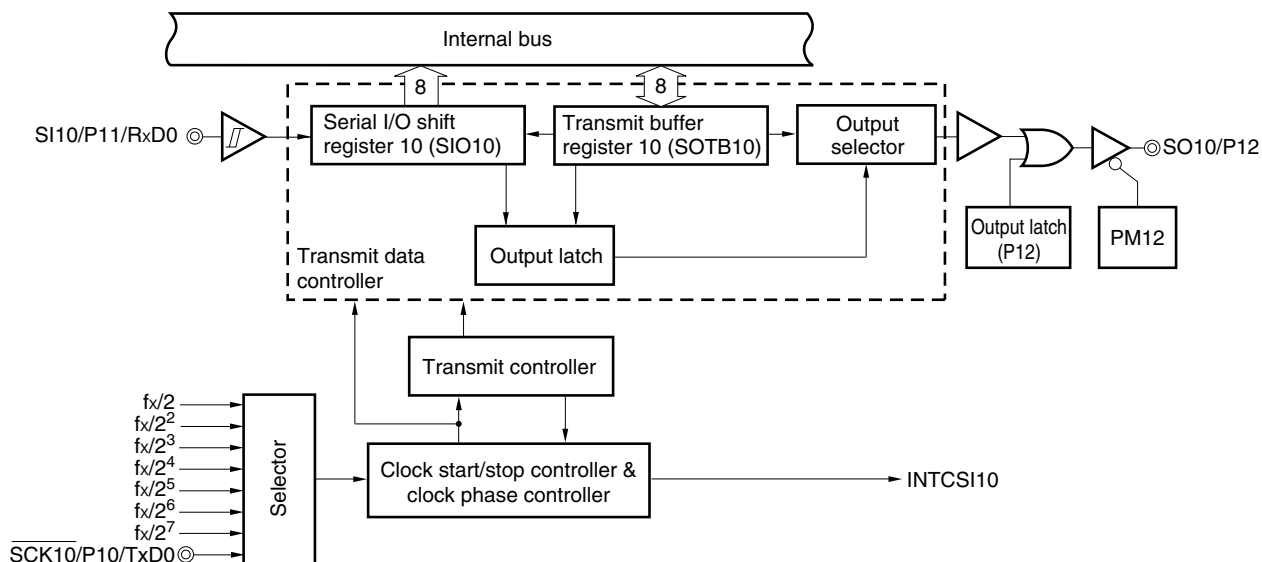 Internal bus
8
8
SI10/P11/RxD0
Serial I/O shift
register 10 (SIO10)
Transmit buffer
register 10 (SOTB10)
Output
selector
SO10/P12
Output latch
(P12)
PM12
Output latch
Transmit data
controller
Transmit controller
fx/2
fx/2²
fx/2³
fx/2⁴
fx/2⁵
fx/2⁶
fx/2⁷
S̅C̅K̅1̅0̅/P10/TxD0
Selector
Clock start/stop controller &
clock phase controller
INTCSI10